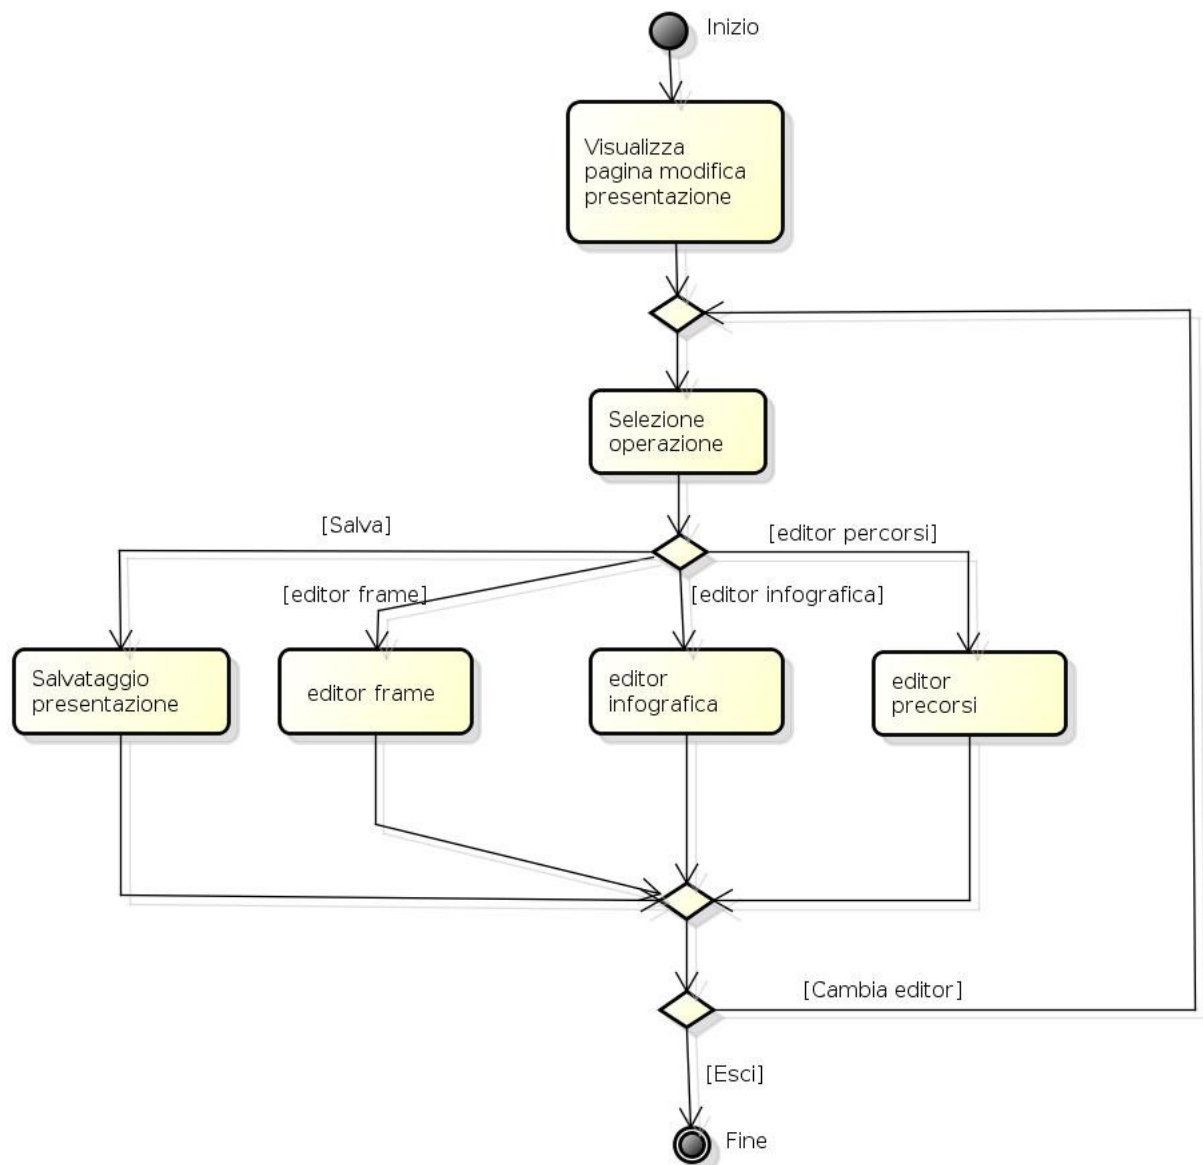 Inizio
Visualizza
pagina modifica
presentazione
Selezione
operazione
[Salva]
[editor percorsi]
[editor frame]
[editor infografica]
Salvataggio
presentazione
editor frame
editor
infografica
editor
precorsi
[Cambia editor]
[Esci]
Fine